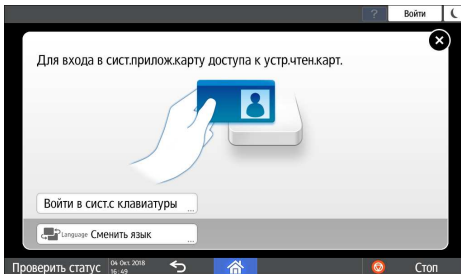 ? Войти
Для входа в сист.прилож.карту доступа к устр.чтен.карт.
Войти в сист.с клавиатуры ...
Language Сменить язык ...
Проверить статус 04 Окт 2018 Стоп
16:49